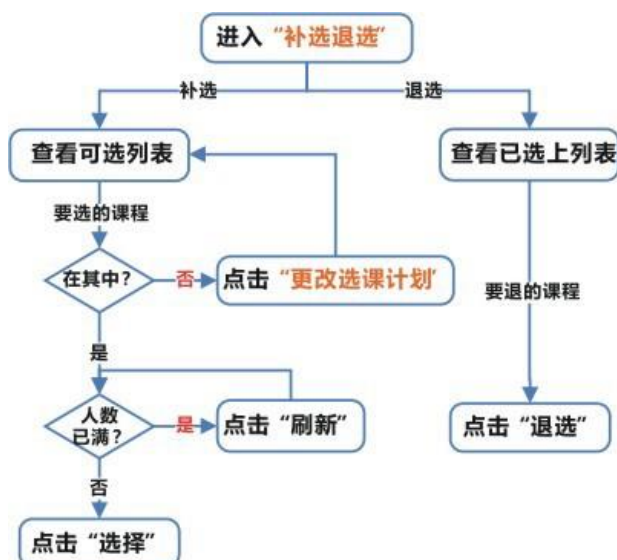 进入“补选退选”
补选
退选
查看可选列表
查看已选上列表
要选的课程
在其中？
否
点击“更改选课计划’
要退的课程
是
人数
已满？
是
点击“刷新”
点击“退选”
否
点击“选择”